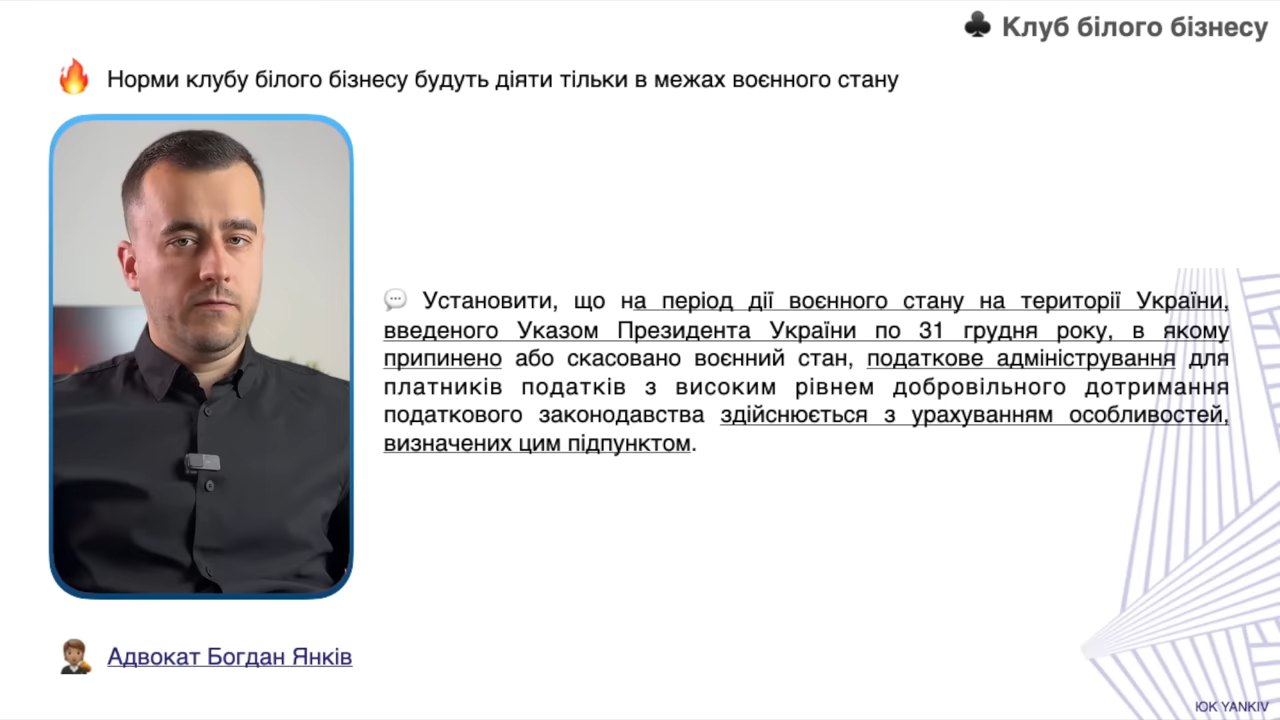 Клуб білого бізнесу
Норми клубу білого бізнесу будуть діяти тільки в межах воєнного стану
Установити, що на період дії воєнного стану на території України,
введеного Указом Президента України по 31 грудня року, в якому
припинено або скасовано воєнний стан, податкове адміністрування для
платників податків з високим рівнем добровільного дотримання
податкового законодавства здійснюється з урахуванням особливостей,
визначених цим підпунктом.
Адвокат Богдан Янків
ЮК YANKIV